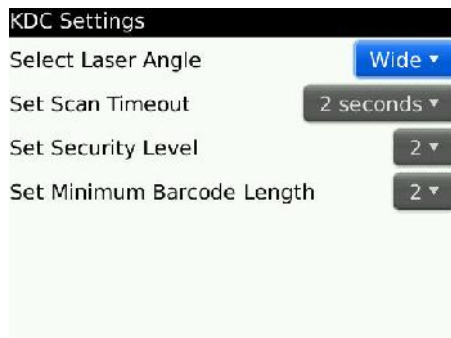 KDC Settings
Select Laser Angle Wide ▾
Set Scan Timeout 2 seconds ▾
Set Security Level 2 ▾
Set Minimum Barcode Length 2 ▾